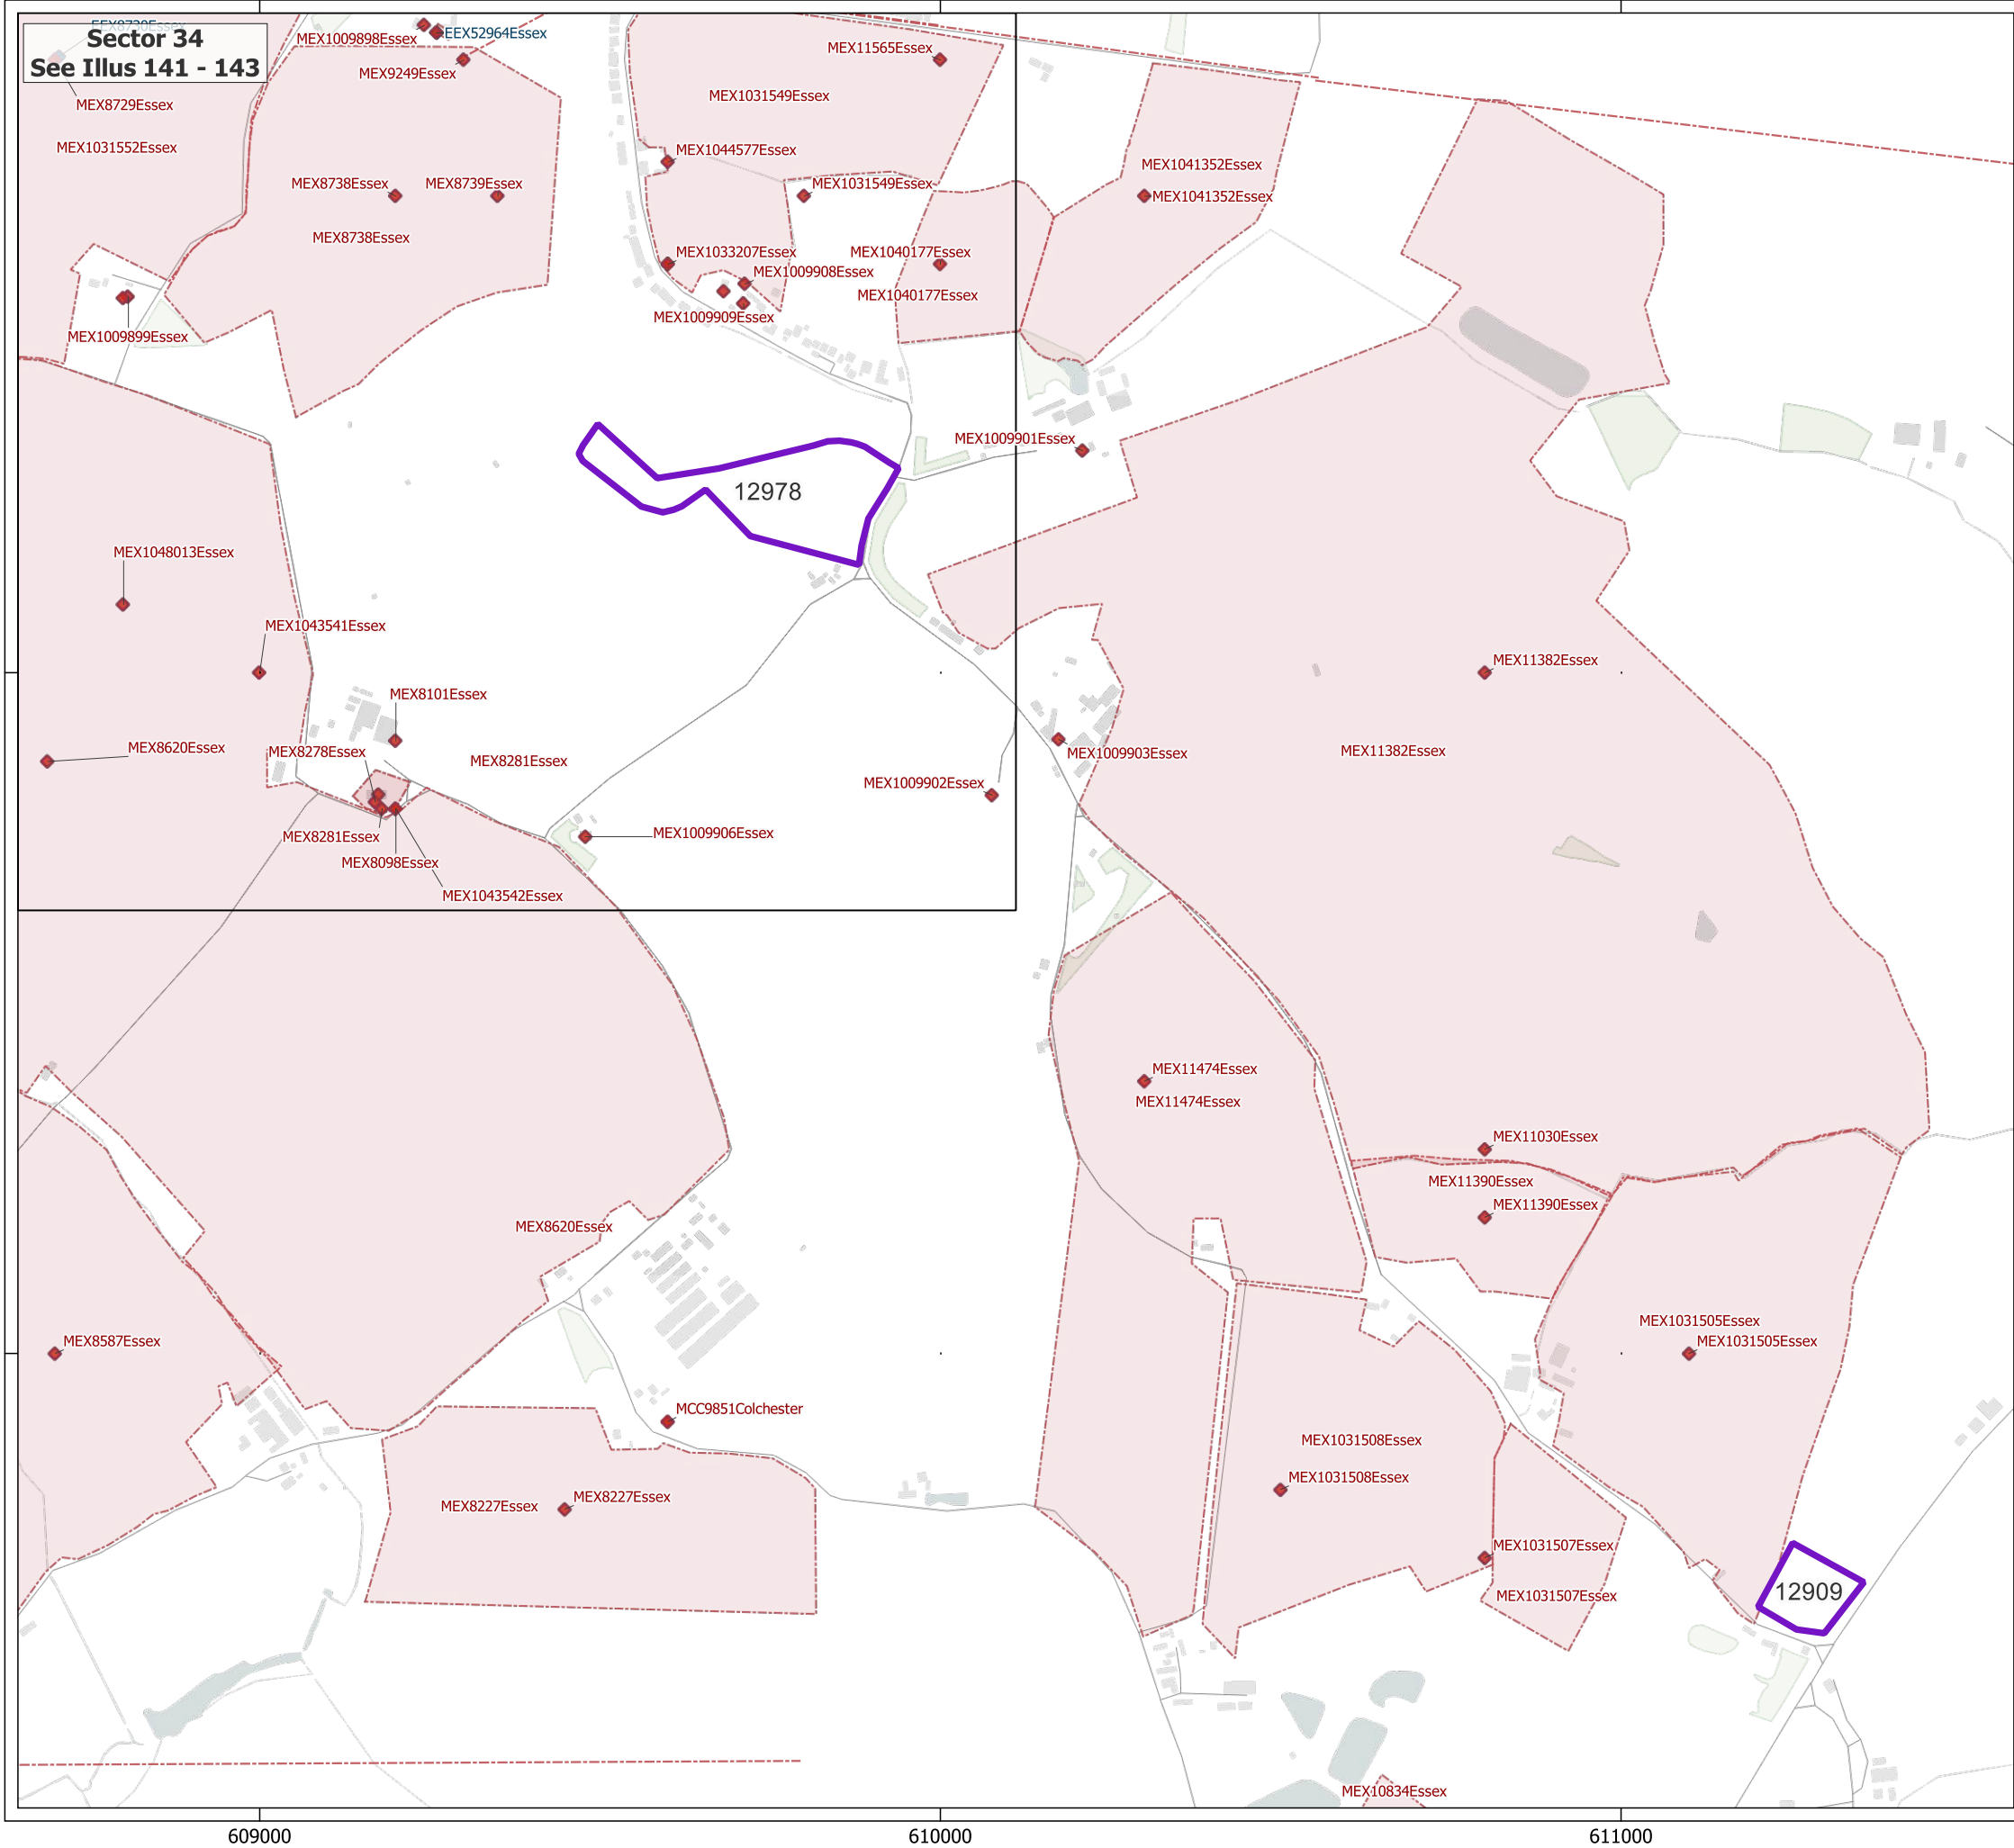 EEX8730Essex
Sector 34
See Illus 141 - 143
MEX1009898Essex
EEX52964Essex
MEX9249Essex
MEX11565Essex
MEX8729Essex
MEX1031549Essex
MEX1031552Essex
MEX1044577Essex
MEX1041352Essex
MEX8738Essex
MEX8739Essex
MEX1031549Essex
MEX1041352Essex
MEX8738Essex
MEX1033207Essex
MEX1040177Essex
MEX1009908Essex
MEX1040177Essex
MEX1009909Essex
MEX1009899Essex
MEX1009901Essex
12978
MEX1048013Essex
MEX1043541Essex
MEX11382Essex
MEX8101Essex
MEX8620Essex
MEX8278Essex
MEX8281Essex
MEX1009903Essex
MEX11382Essex
MEX1009902Essex
MEX8281Essex
MEX1009906Essex
MEX8098Essex
MEX1043542Essex
MEX11474Essex
MEX11474Essex
MEX11030Essex
MEX11390Essex
MEX11390Essex
MEX8620Essex
MEX1031505Essex
MEX8587Essex
MEX1031505Essex
MCC9851Colchester
MEX1031508Essex
MEX1031508Essex
MEX8227Essex
MEX8227Essex
MEX1031507Essex
12909
MEX1031507Essex
MEX10834Essex
609000
610000
611000